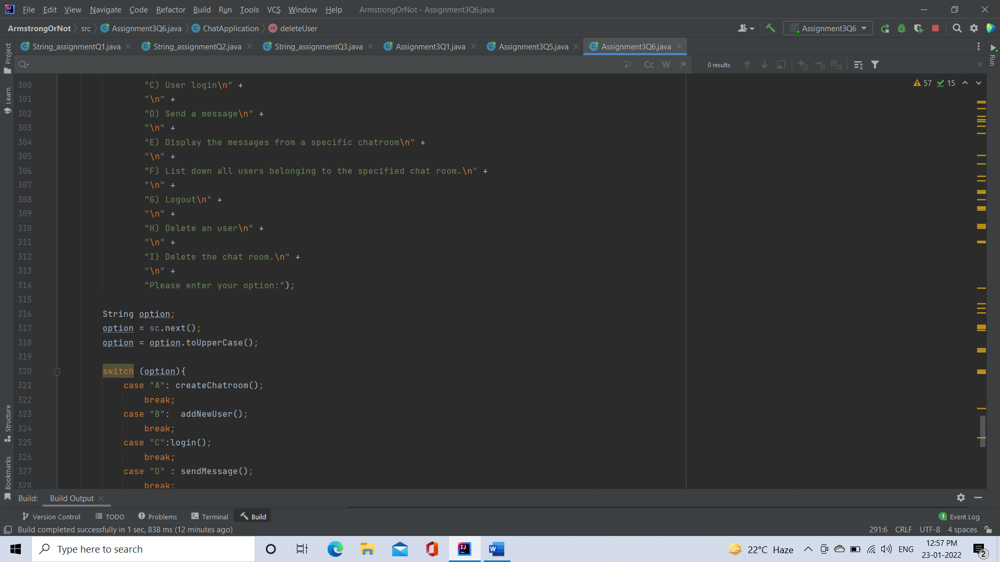 File Edit View Navigate Code Refactor Build Run Tools VCS Window Help ArmstrongOrNot - Assignment3Q6.java
ArmstrongOrNot src Assignment3Q6.java ChatApplication deleteUser Assignment3Q6
String_assignmentQ1.java String_assignmentQ2.java String_assignmentQ3.java Assignment3Q1.java Assignment3Q5.java Assignment3Q6.java
Cc W .* 0 results
Project
Learn
Structure
Bookmarks
Run
57 15
300 "C) User login\n" +
301 "\n" +
302 "D) Send a message\n" +
303 "\n" +
304 "E) Display the messages from a specific chatroom\n" +
305 "\n" +
306 "F) List down all users belonging to the specified chat room.\n" +
307 "\n" +
308 "G) Logout\n" +
309 "\n" +
310 "H) Delete an user\n" +
311 "\n" +
312 "I) Delete the chat room.\n" +
313 "\n" +
314 "Please enter your option:");
315
316 String option;
317 option = sc.next();
318 option = option.toUpperCase();
319
320 switch (option){
321 case "A": createChatroom();
322 break;
323 case "B":  addNewUser();
324 break;
325 case "C":login();
326 break;
327 case "D" : sendMessage();
328 break;
Build: Build Output
Version Control TODO Problems Terminal Build 1 Event Log
Build completed successfully in 1 sec, 838 ms (12 minutes ago) 291:6 CRLF UTF-8 4 spaces
Type here to search 22°C Haze ENG 12:57 PM
23-01-2022 2